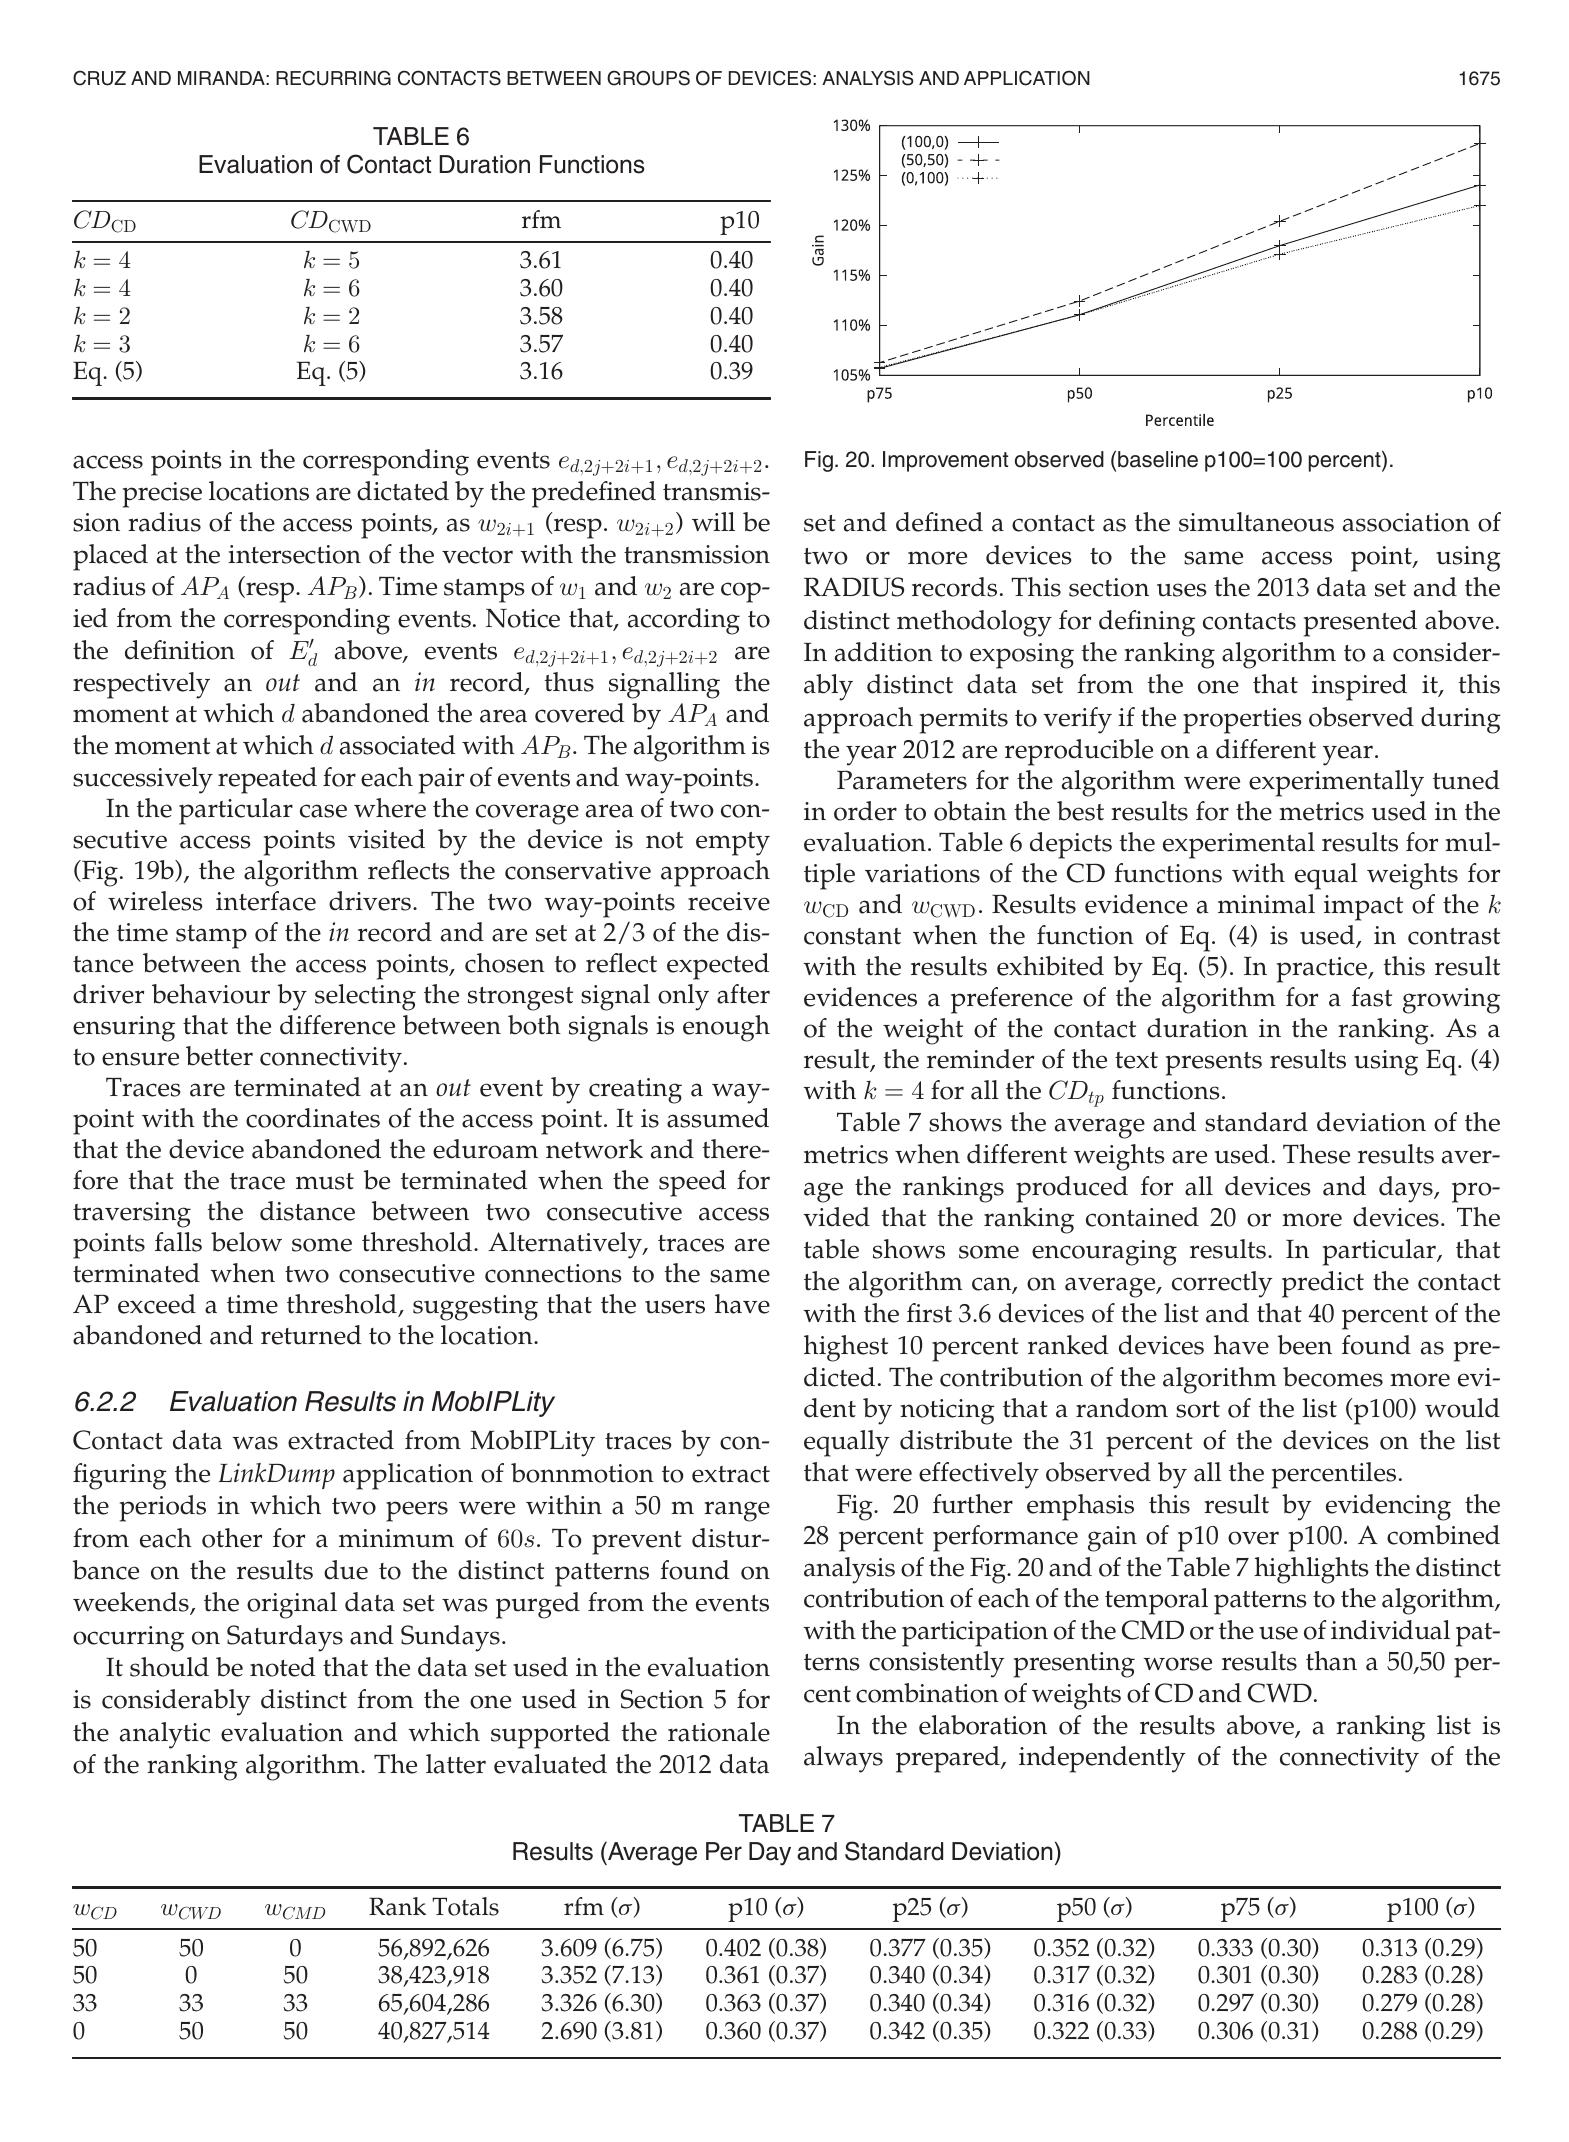 CRUZ AND MIRANDA: RECURRING CONTACTS BETWEEN GROUPS OF DEVICES: ANALYSIS AND APPLICATION 1675
TABLE 6
Evaluation of Contact Duration Functions
CD_CD CD_CWD rfm p10
k = 4 k = 5 3.61 0.40
k = 4 k = 6 3.60 0.40
k = 2 k = 2 3.58 0.40
k = 3 k = 6 3.57 0.40
Eq. (5) Eq. (5) 3.16 0.39
access points in the corresponding events e_d,2j+2i+1, e_d,2j+2i+2.
The precise locations are dictated by the predefined transmis-
sion radius of the access points, as w_2i+1 (resp. w_2i+2) will be
placed at the intersection of the vector with the transmission
radius of AP_A (resp. AP_B). Time stamps of w_1 and w_2 are cop-
ied from the corresponding events. Notice that, according to
the definition of E′_d above, events e_d,2j+2i+1, e_d,2j+2i+2 are
respectively an out and an in record, thus signalling the
moment at which d abandoned the area covered by AP_A and
the moment at which d associated with AP_B. The algorithm is
successively repeated for each pair of events and way-points.
In the particular case where the coverage area of two con-
secutive access points visited by the device is not empty
(Fig. 19b), the algorithm reflects the conservative approach
of wireless interface drivers. The two way-points receive
the time stamp of the in record and are set at 2/3 of the dis-
tance between the access points, chosen to reflect expected
driver behaviour by selecting the strongest signal only after
ensuring that the difference between both signals is enough
to ensure better connectivity.
Traces are terminated at an out event by creating a way-
point with the coordinates of the access point. It is assumed
that the device abandoned the eduroam network and there-
fore that the trace must be terminated when the speed for
traversing the distance between two consecutive access
points falls below some threshold. Alternatively, traces are
terminated when two consecutive connections to the same
AP exceed a time threshold, suggesting that the users have
abandoned and returned to the location.
6.2.2 Evaluation Results in MobIPLity
Contact data was extracted from MobIPLity traces by con-
figuring the LinkDump application of bonnmotion to extract
the periods in which two peers were within a 50 m range
from each other for a minimum of 60s. To prevent distur-
bance on the results due to the distinct patterns found on
weekends, the original data set was purged from the events
occurring on Saturdays and Sundays.
It should be noted that the data set used in the evaluation
is considerably distinct from the one used in Section 5 for
the analytic evaluation and which supported the rationale
of the ranking algorithm. The latter evaluated the 2012 data
130%
125%
120%
115%
110%
105%
Gain
(100,0)
(50,50)
(0,100)
p75 p50 p25 p10
Percentile
Fig. 20. Improvement observed (baseline p100=100 percent).
set and defined a contact as the simultaneous association of
two or more devices to the same access point, using
RADIUS records. This section uses the 2013 data set and the
distinct methodology for defining contacts presented above.
In addition to exposing the ranking algorithm to a consider-
ably distinct data set from the one that inspired it, this
approach permits to verify if the properties observed during
the year 2012 are reproducible on a different year.
Parameters for the algorithm were experimentally tuned
in order to obtain the best results for the metrics used in the
evaluation. Table 6 depicts the experimental results for mul-
tiple variations of the CD functions with equal weights for
w_CD and w_CWD. Results evidence a minimal impact of the k
constant when the function of Eq. (4) is used, in contrast
with the results exhibited by Eq. (5). In practice, this result
evidences a preference of the algorithm for a fast growing
of the weight of the contact duration in the ranking. As a
result, the reminder of the text presents results using Eq. (4)
with k = 4 for all the CD_tp functions.
Table 7 shows the average and standard deviation of the
metrics when different weights are used. These results aver-
age the rankings produced for all devices and days, pro-
vided that the ranking contained 20 or more devices. The
table shows some encouraging results. In particular, that
the algorithm can, on average, correctly predict the contact
with the first 3.6 devices of the list and that 40 percent of the
highest 10 percent ranked devices have been found as pre-
dicted. The contribution of the algorithm becomes more evi-
dent by noticing that a random sort of the list (p100) would
equally distribute the 31 percent of the devices on the list
that were effectively observed by all the percentiles.
Fig. 20 further emphasis this result by evidencing the
28 percent performance gain of p10 over p100. A combined
analysis of the Fig. 20 and of the Table 7 highlights the distinct
contribution of each of the temporal patterns to the algorithm,
with the participation of the CMD or the use of individual pat-
terns consistently presenting worse results than a 50,50 per-
cent combination of weights of CD and CWD.
In the elaboration of the results above, a ranking list is
always prepared, independently of the connectivity of the
TABLE 7
Results (Average Per Day and Standard Deviation)
w_CD w_CWD w_CMD Rank Totals rfm (σ) p10 (σ) p25 (σ) p50 (σ) p75 (σ) p100 (σ)
50 50 0 56,892,626 3.609 (6.75) 0.402 (0.38) 0.377 (0.35) 0.352 (0.32) 0.333 (0.30) 0.313 (0.29)
50 0 50 38,423,918 3.352 (7.13) 0.361 (0.37) 0.340 (0.34) 0.317 (0.32) 0.301 (0.30) 0.283 (0.28)
33 33 33 65,604,286 3.326 (6.30) 0.363 (0.37) 0.340 (0.34) 0.316 (0.32) 0.297 (0.30) 0.279 (0.28)
0 50 50 40,827,514 2.690 (3.81) 0.360 (0.37) 0.342 (0.35) 0.322 (0.33) 0.306 (0.31) 0.288 (0.29)